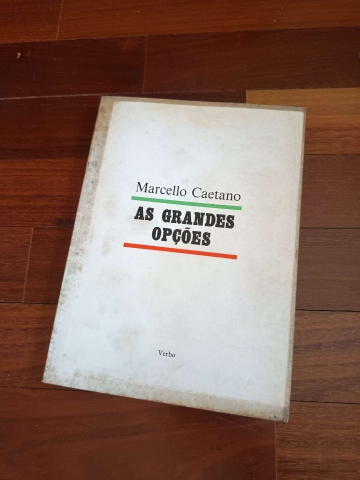 Marcello Caetano
AS GRANDES
OPÇÕES
Verbo